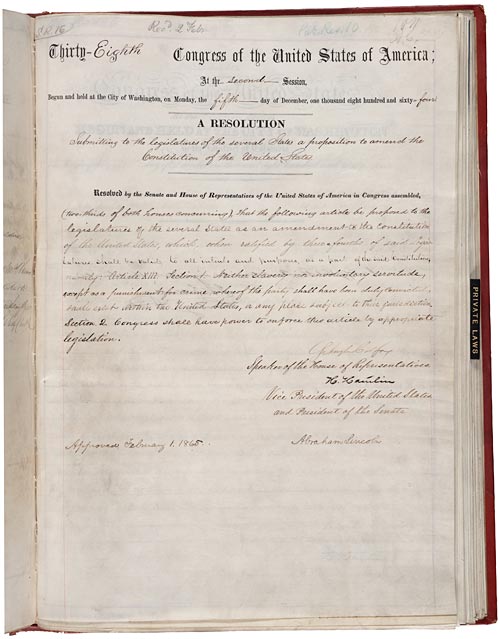 Recd. 2 Feb.
Thirty-Eighth Congress of the United States of America;
At the second Session,
Begun and held at the City of Washington, on Monday, the fifth day of December, one thousand eight hundred and sixty-four
A RESOLUTION
Submitting to the legislatures of the several States a proposition to amend the
Constitution of the United States.
Resolved by the Senate and House of Representatives of the United States of America in Congress assembled,
(two-thirds of both houses concurring), that the following article be proposed to the
legislatures of the several States as an amendment to the Constitution
of the United States, which, when ratified by three-fourths of said Legis-
latures shall be valid, to all intents and purposes, as a part of the said Constitution,
namely: Article XIII. Section 1. Neither slavery nor involuntary servitude,
except as a punishment for crime whereof the party shall have been duly convicted,
shall exist within the United States, or any place subject to their jurisdiction.
Section 2. Congress shall have power to enforce this article by appropriate
legislation.
Schuyler Colfax
Speaker of the House of Representatives
H. Hamlin
Vice President of the United States
and President of the Senate
Approved, February 1. 1865.
Abraham Lincoln
PRIVATE LAWS